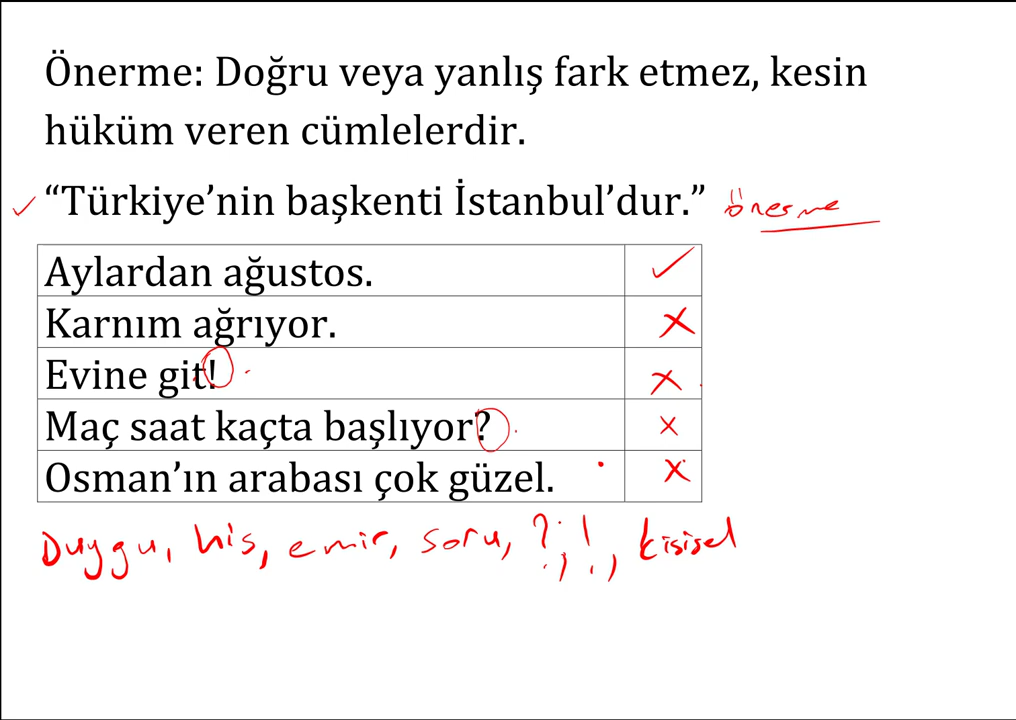 Önerme: Doğru veya yanlış fark etmez, kesin
hüküm veren cümlelerdir.
✓ “Türkiye’nin başkenti İstanbul’dur.” önerme
Aylardan ağustos. ✓
Karnım ağrıyor. X
Evine git! X
Maç saat kaçta başlıyor? X
Osman’ın arabası çok güzel. X
Duygu, his, emir, soru, ?, !, kişisel